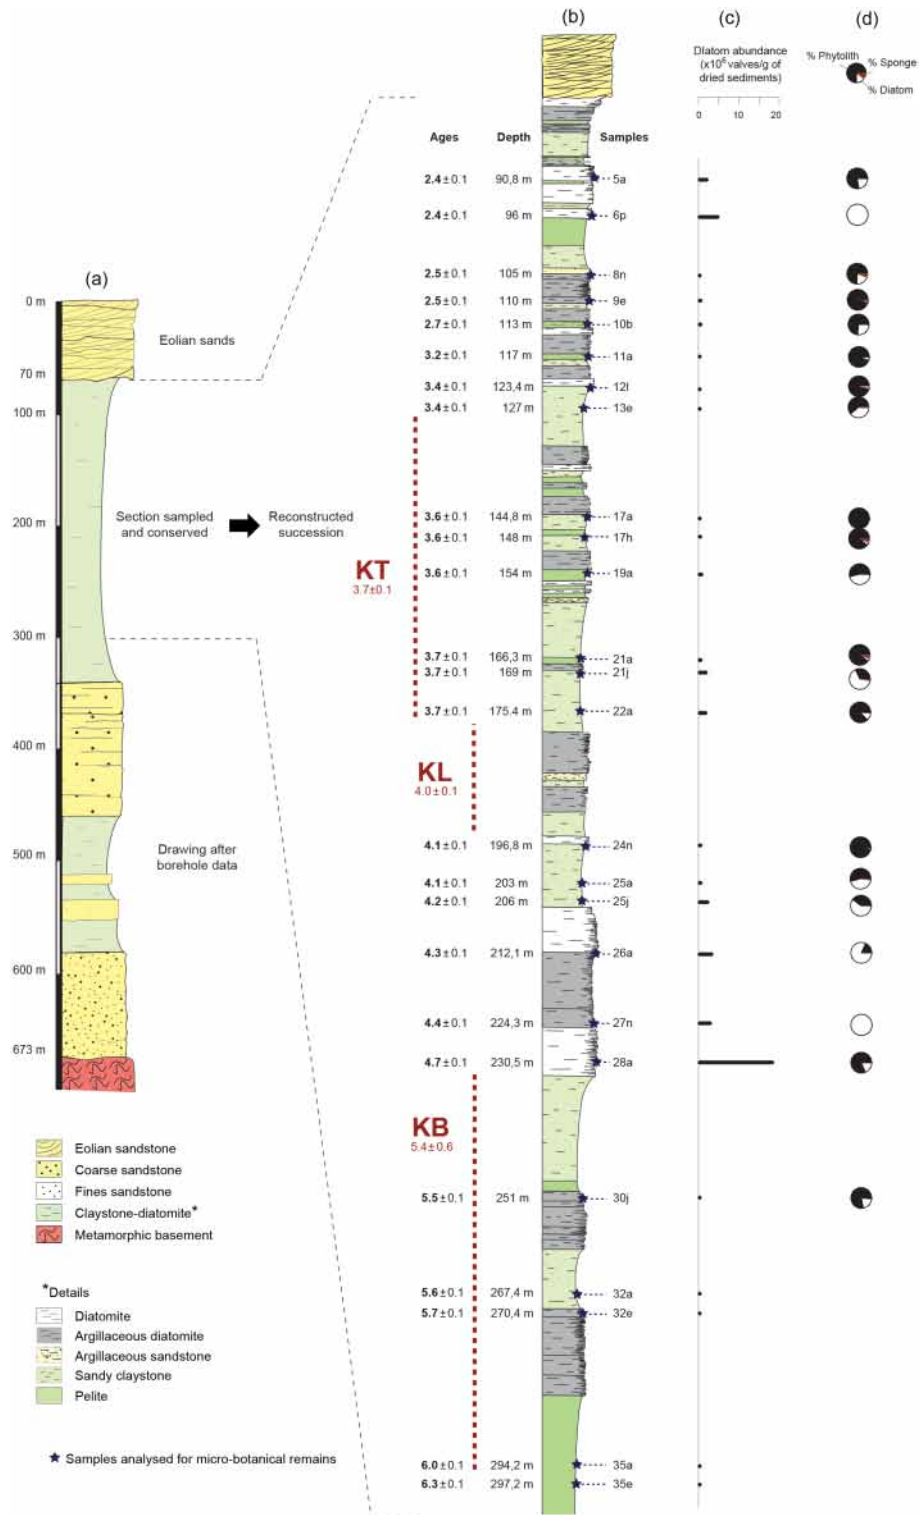 (a)
0 m
70 m
100 m
200 m
300 m
400 m
500 m
600 m
673 m
Eolian sands
Section sampled
and conserved
Reconstructed
succession
Drawing after
borehole data
Eolian sandstone
Coarse sandstone
Fines sandstone
Claystone-diatomite*
Metamorphic basement
*Details
Diatomite
Argillaceous diatomite
Argillaceous sandstone
Sandy claystone
Pelite
Samples analysed for micro-botanical remains
(b)
(c)
(d)
Diatom abundance
(x10⁶ valves/g of
dried sediments)
0 10 20
% Phytolith
% Sponge
% Diatom
Ages Depth Samples
2.4±0.1 90,8 m 5a
2.4±0.1 96 m 6p
2.5±0.1 105 m 8n
2.5±0.1 110 m 9e
2.7±0.1 113 m 10b
3.2±0.1 117 m 11a
3.4±0.1 123,4 m 12l
3.4±0.1 127 m 13e
3.6±0.1 144,8 m 17a
3.6±0.1 148 m 17h
3.6±0.1 154 m 19a
KT
3.7±0.1
3.7±0.1 166,3 m 21a
3.7±0.1 169 m 21j
3.7±0.1 175.4 m 22a
KL
4.0±0.1
4.1±0.1 196,8 m 24n
4.1±0.1 203 m 25a
4.2±0.1 206 m 25j
4.3±0.1 212,1 m 26a
4.4±0.1 224,3 m 27n
4.7±0.1 230,5 m 28a
KB
5.4±0.6
5.5±0.1 251 m 30j
5.6±0.1 267,4 m 32a
5.7±0.1 270,4 m 32e
6.0±0.1 294,2 m 35a
6.3±0.1 297,2 m 35e